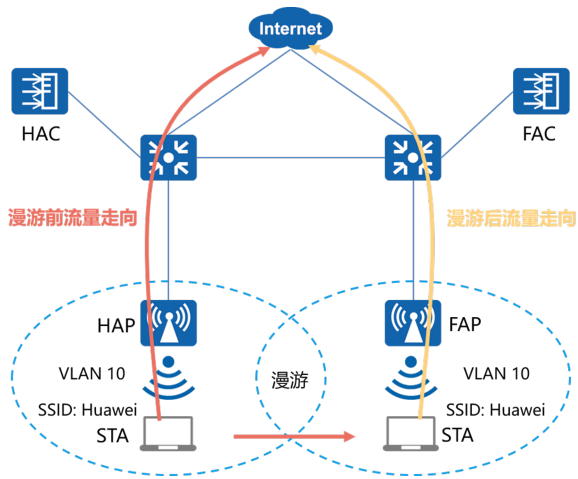 Internet
HAC
FAC
漫游前流量走向
漫游后流量走向
HAP
FAP
VLAN 10
漫游
VLAN 10
SSID: Huawei
SSID: Huawei
STA
STA